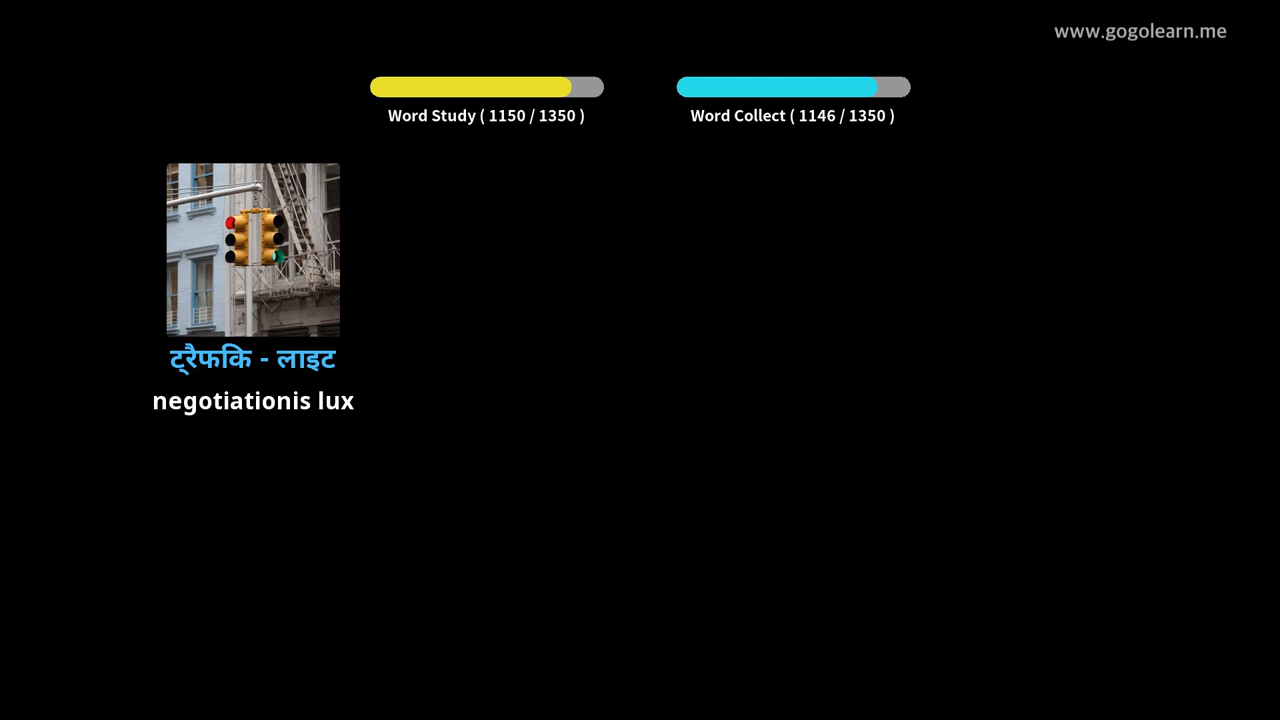 www.gogolearn.me
Word Study ( 1150 / 1350 )
Word Collect ( 1146 / 1350 )
ट्रैफकि - लाइट
negotiationis lux